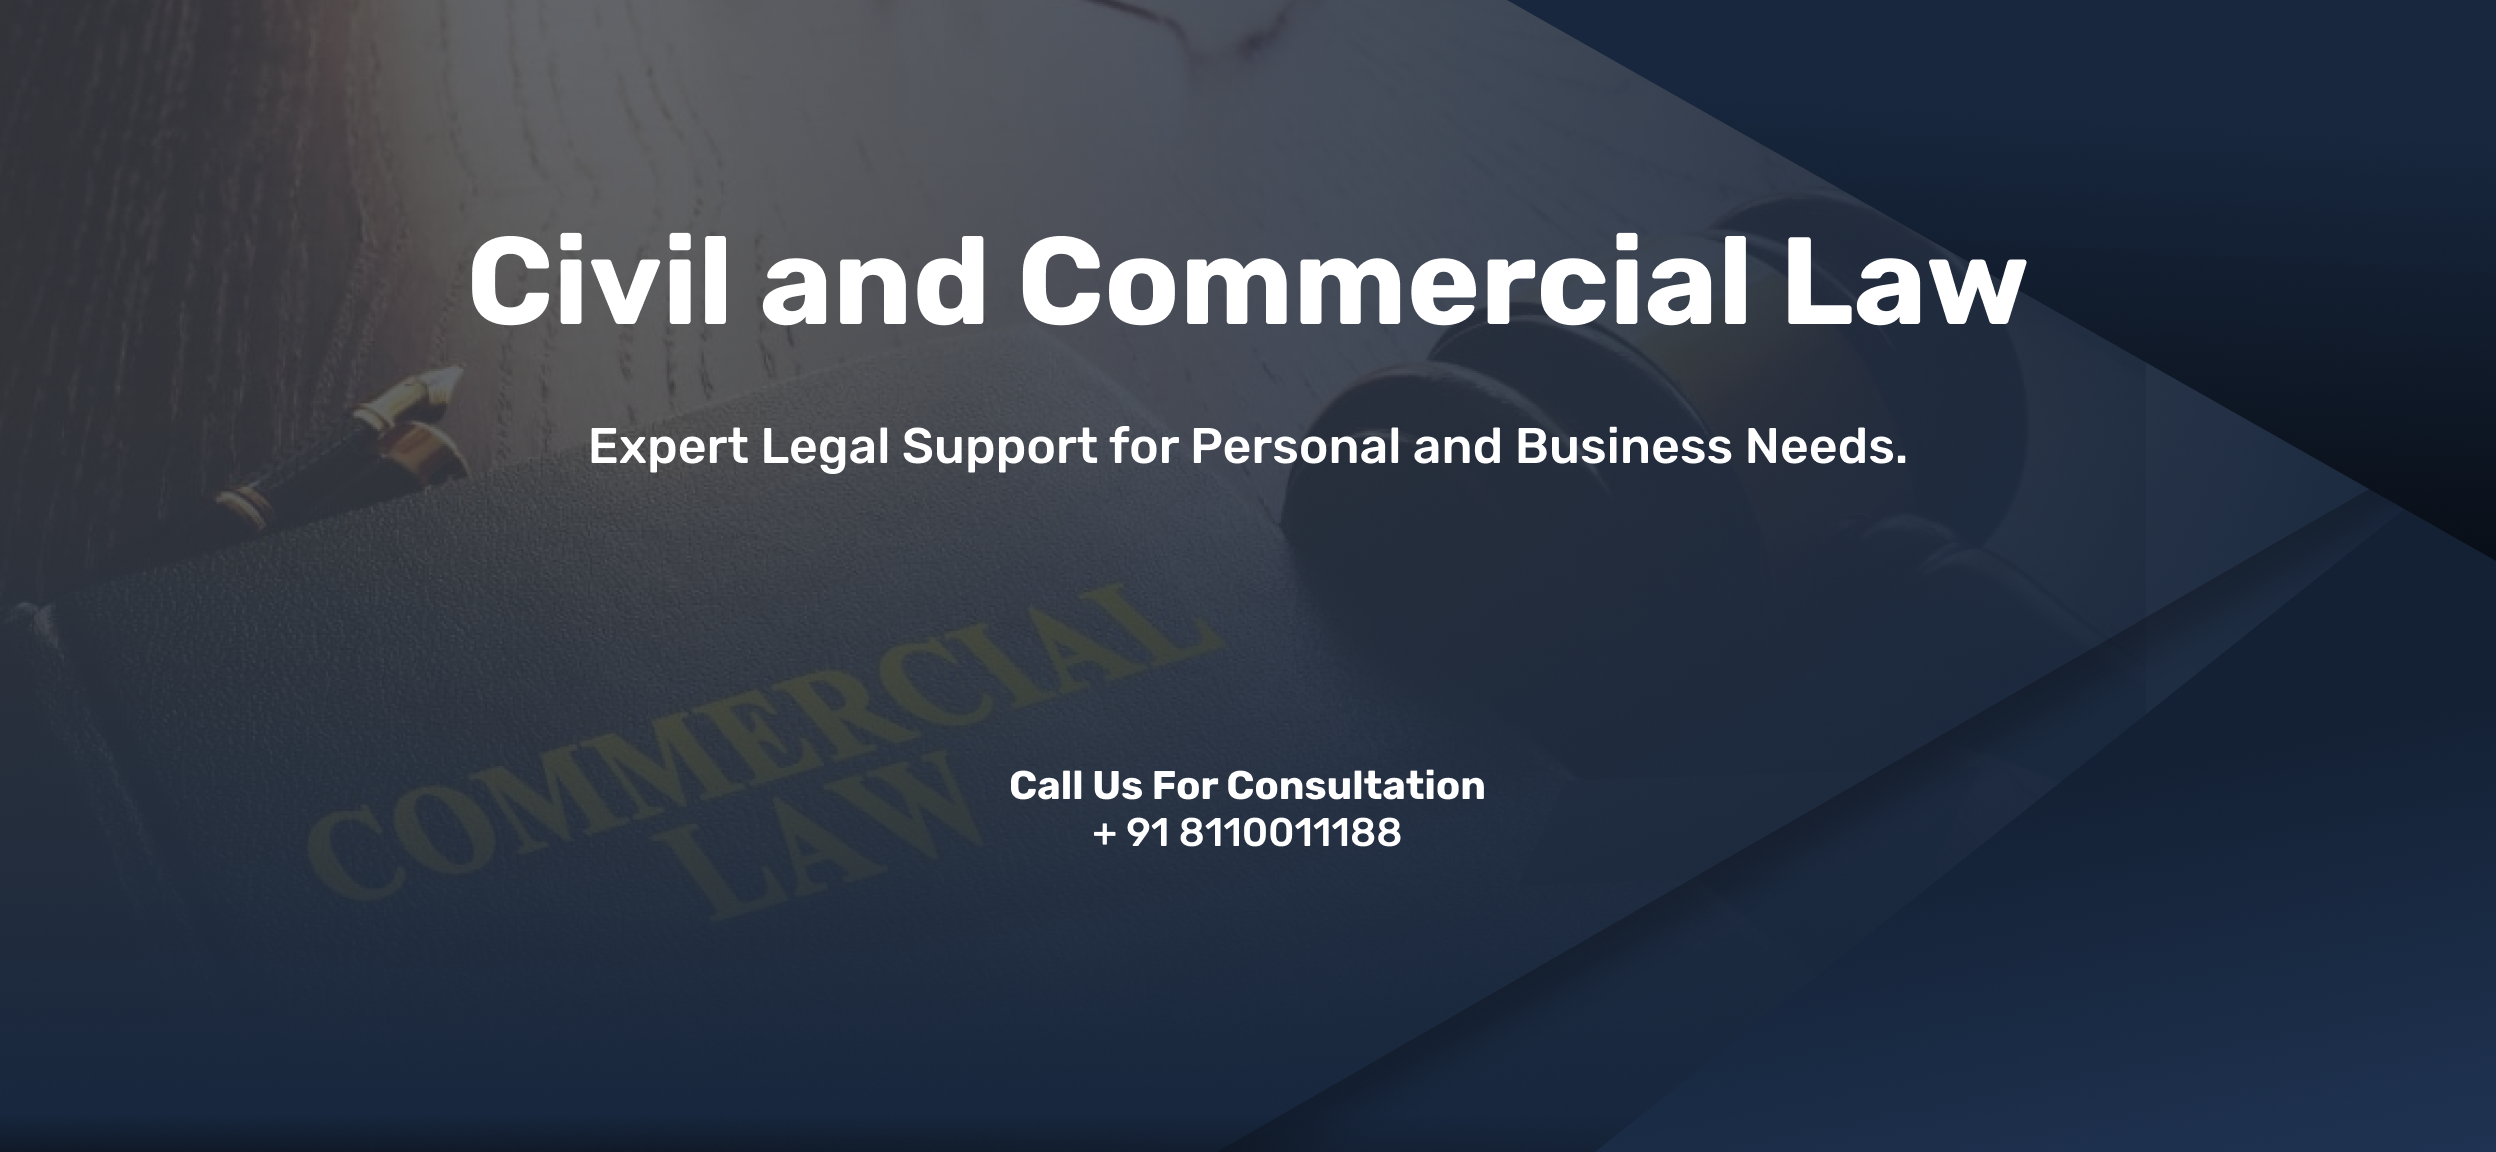 Civil and Commercial Law
Expert Legal Support for Personal and Business Needs.
COMMERCIAL
LAW
Call Us For Consultation
+ 91 8110011188